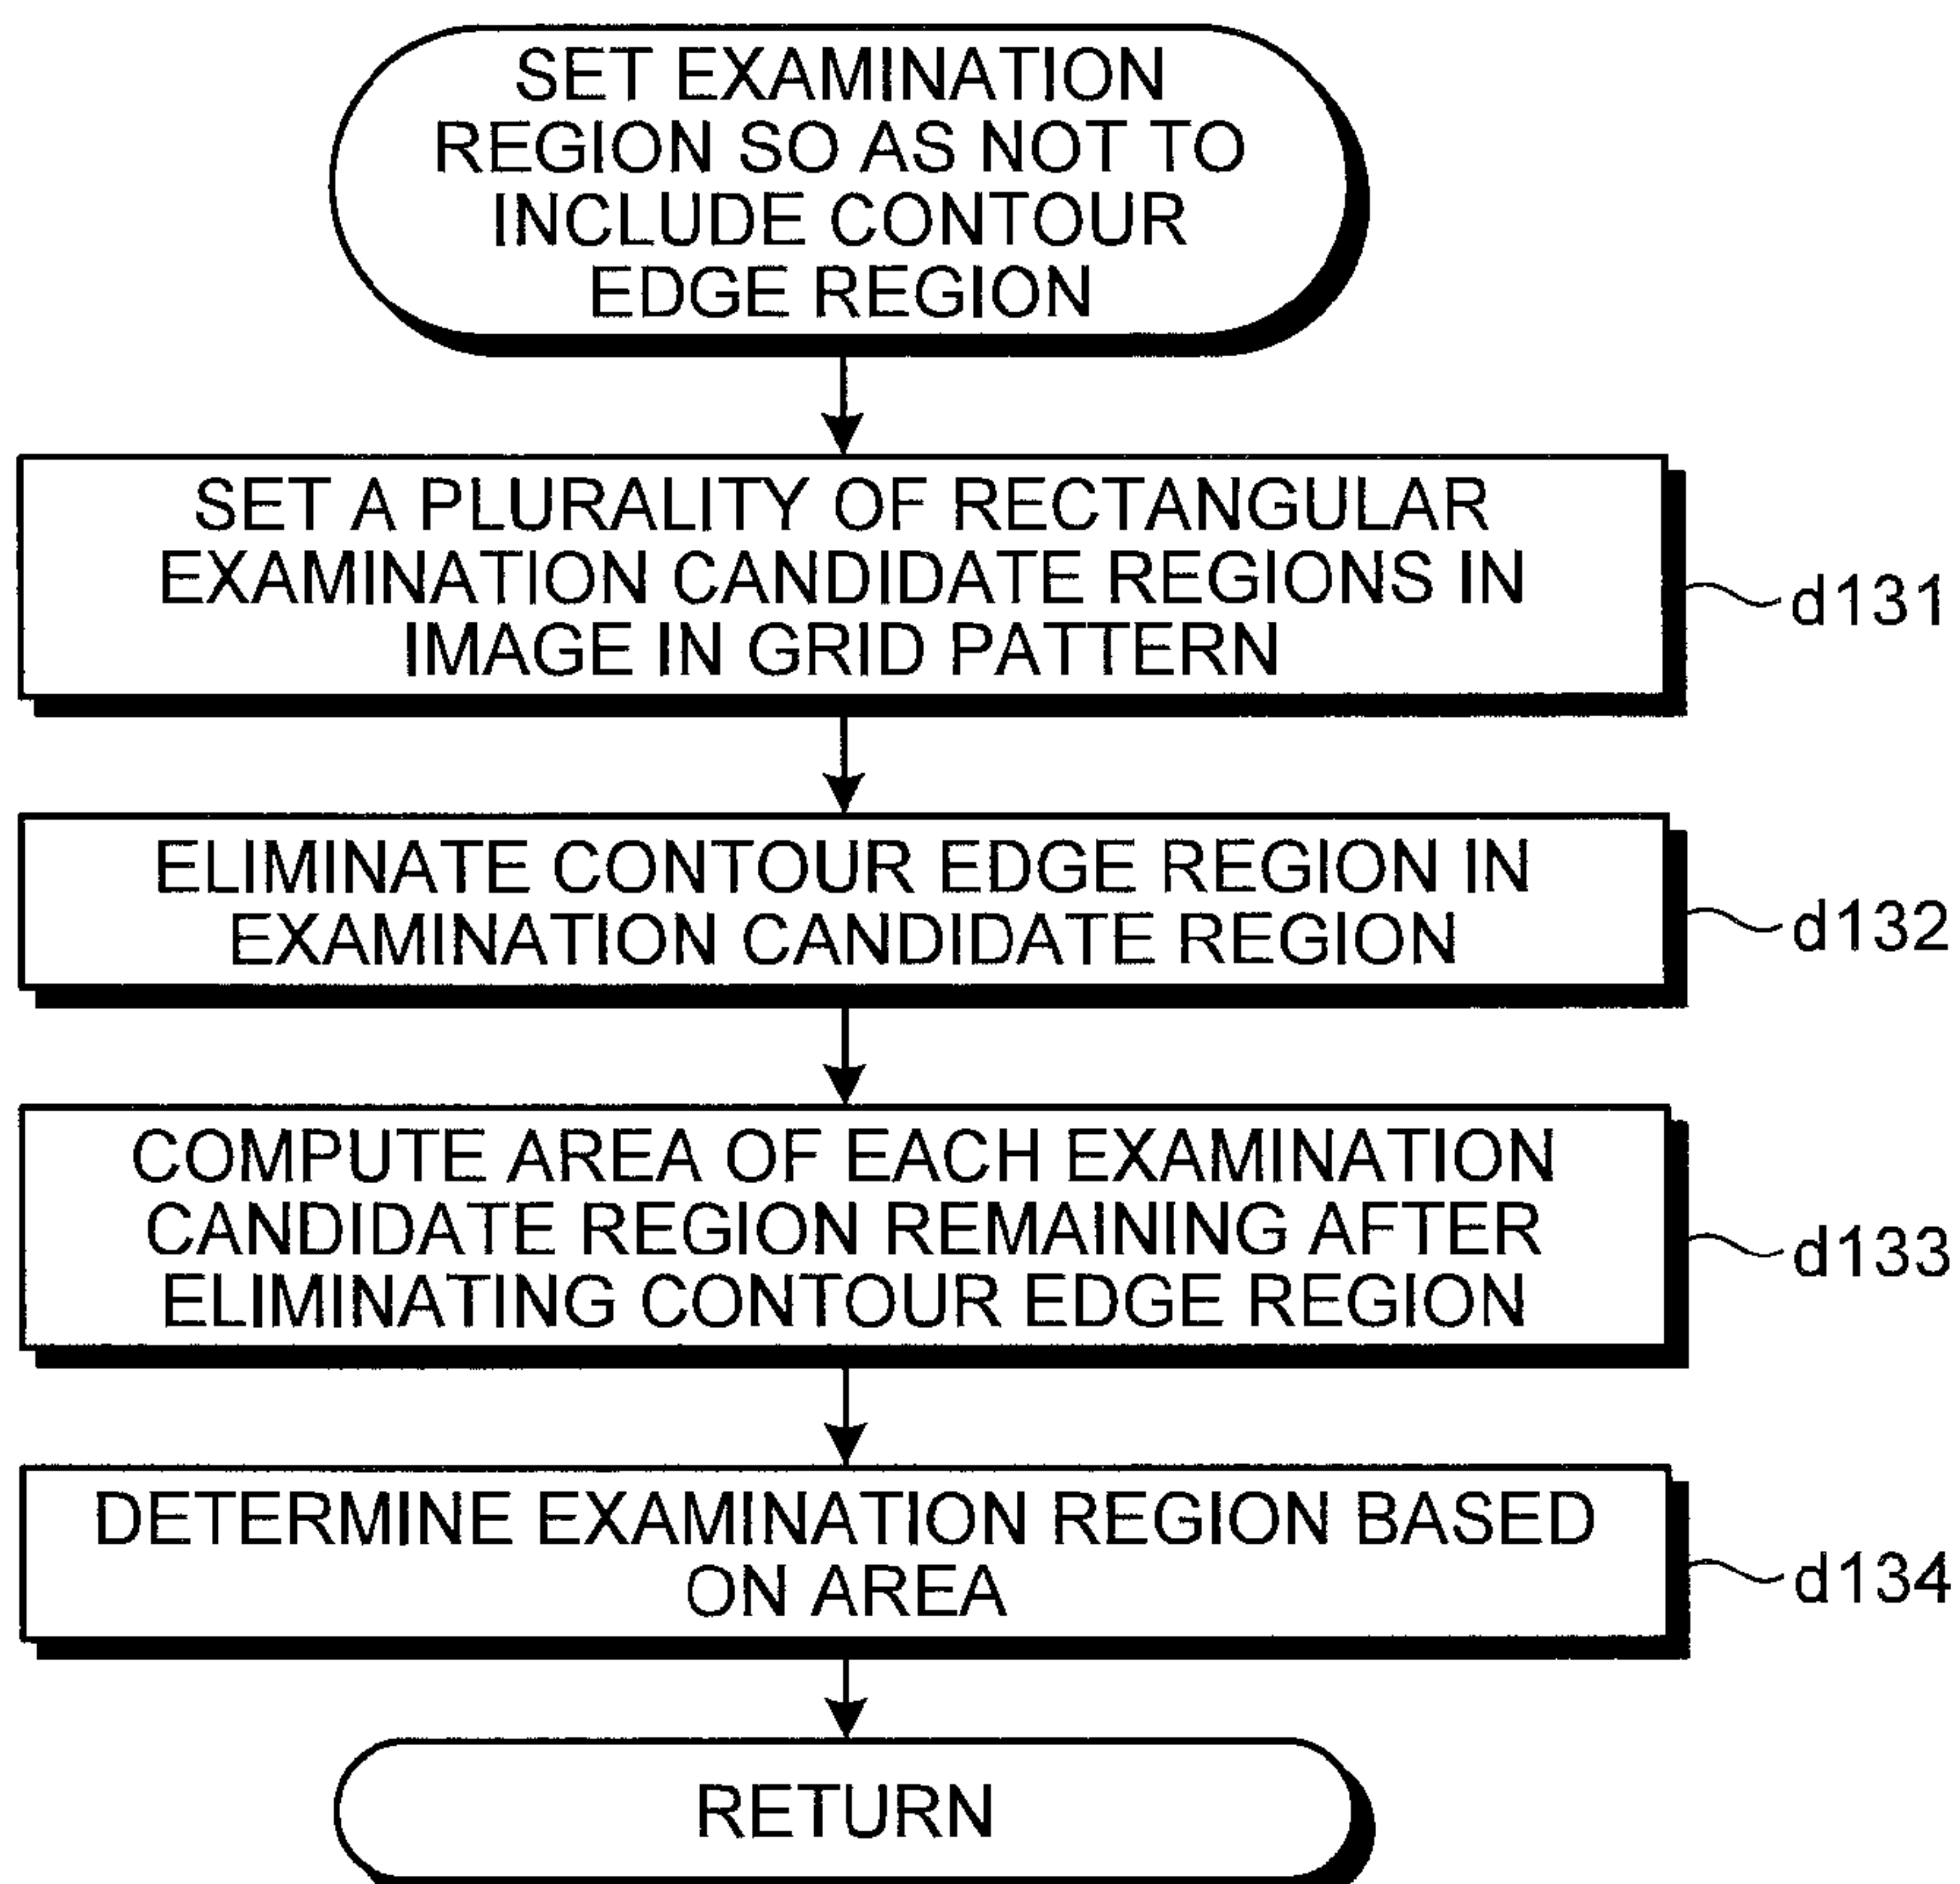 SET EXAMINATION
REGION SO AS NOT TO
INCLUDE CONTOUR
EDGE REGION
SET A PLURALITY OF RECTANGULAR
EXAMINATION CANDIDATE REGIONS IN
IMAGE IN GRID PATTERN
d131
ELIMINATE CONTOUR EDGE REGION IN
EXAMINATION CANDIDATE REGION
d132
COMPUTE AREA OF EACH EXAMINATION
CANDIDATE REGION REMAINING AFTER
ELIMINATING CONTOUR EDGE REGION
d133
DETERMINE EXAMINATION REGION BASED
ON AREA
d134
RETURN